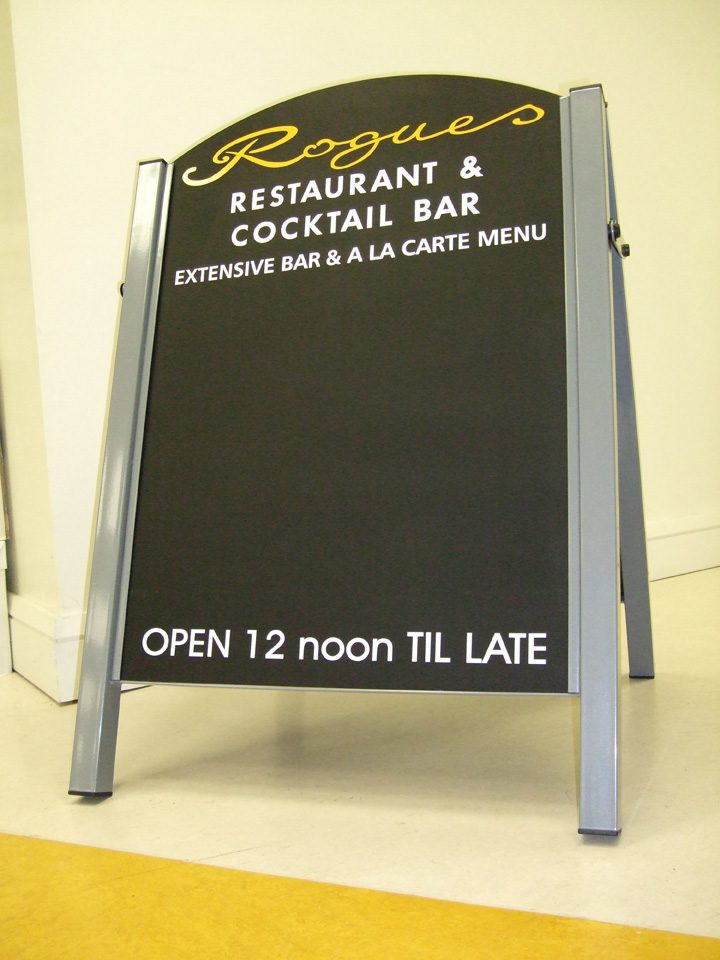 Rogues
RESTAURANT &
COCKTAIL BAR
EXTENSIVE BAR & A LA CARTE MENU
OPEN 12 noon TIL LATE